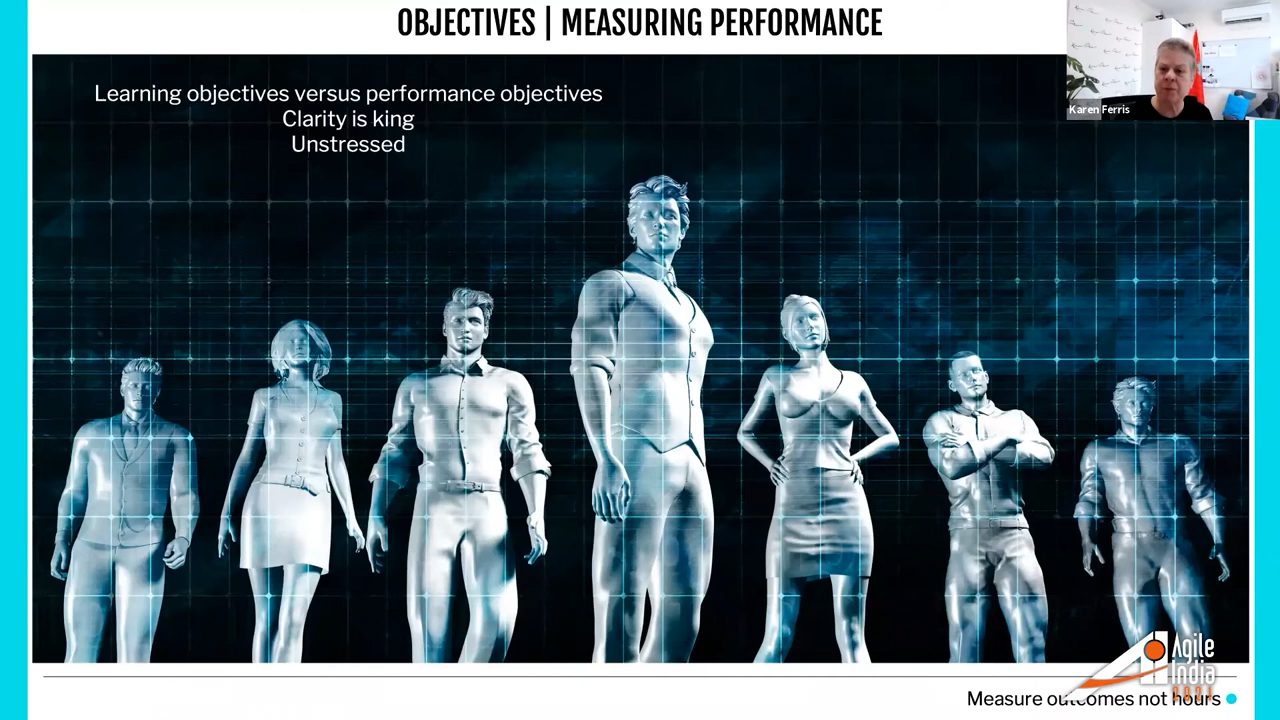 OBJECTIVES | MEASURING PERFORMANCE
Karen Ferris
Learning objectives versus performance objectives
Clarity is king
Unstressed
Agile
India
Measure outcomes not hours